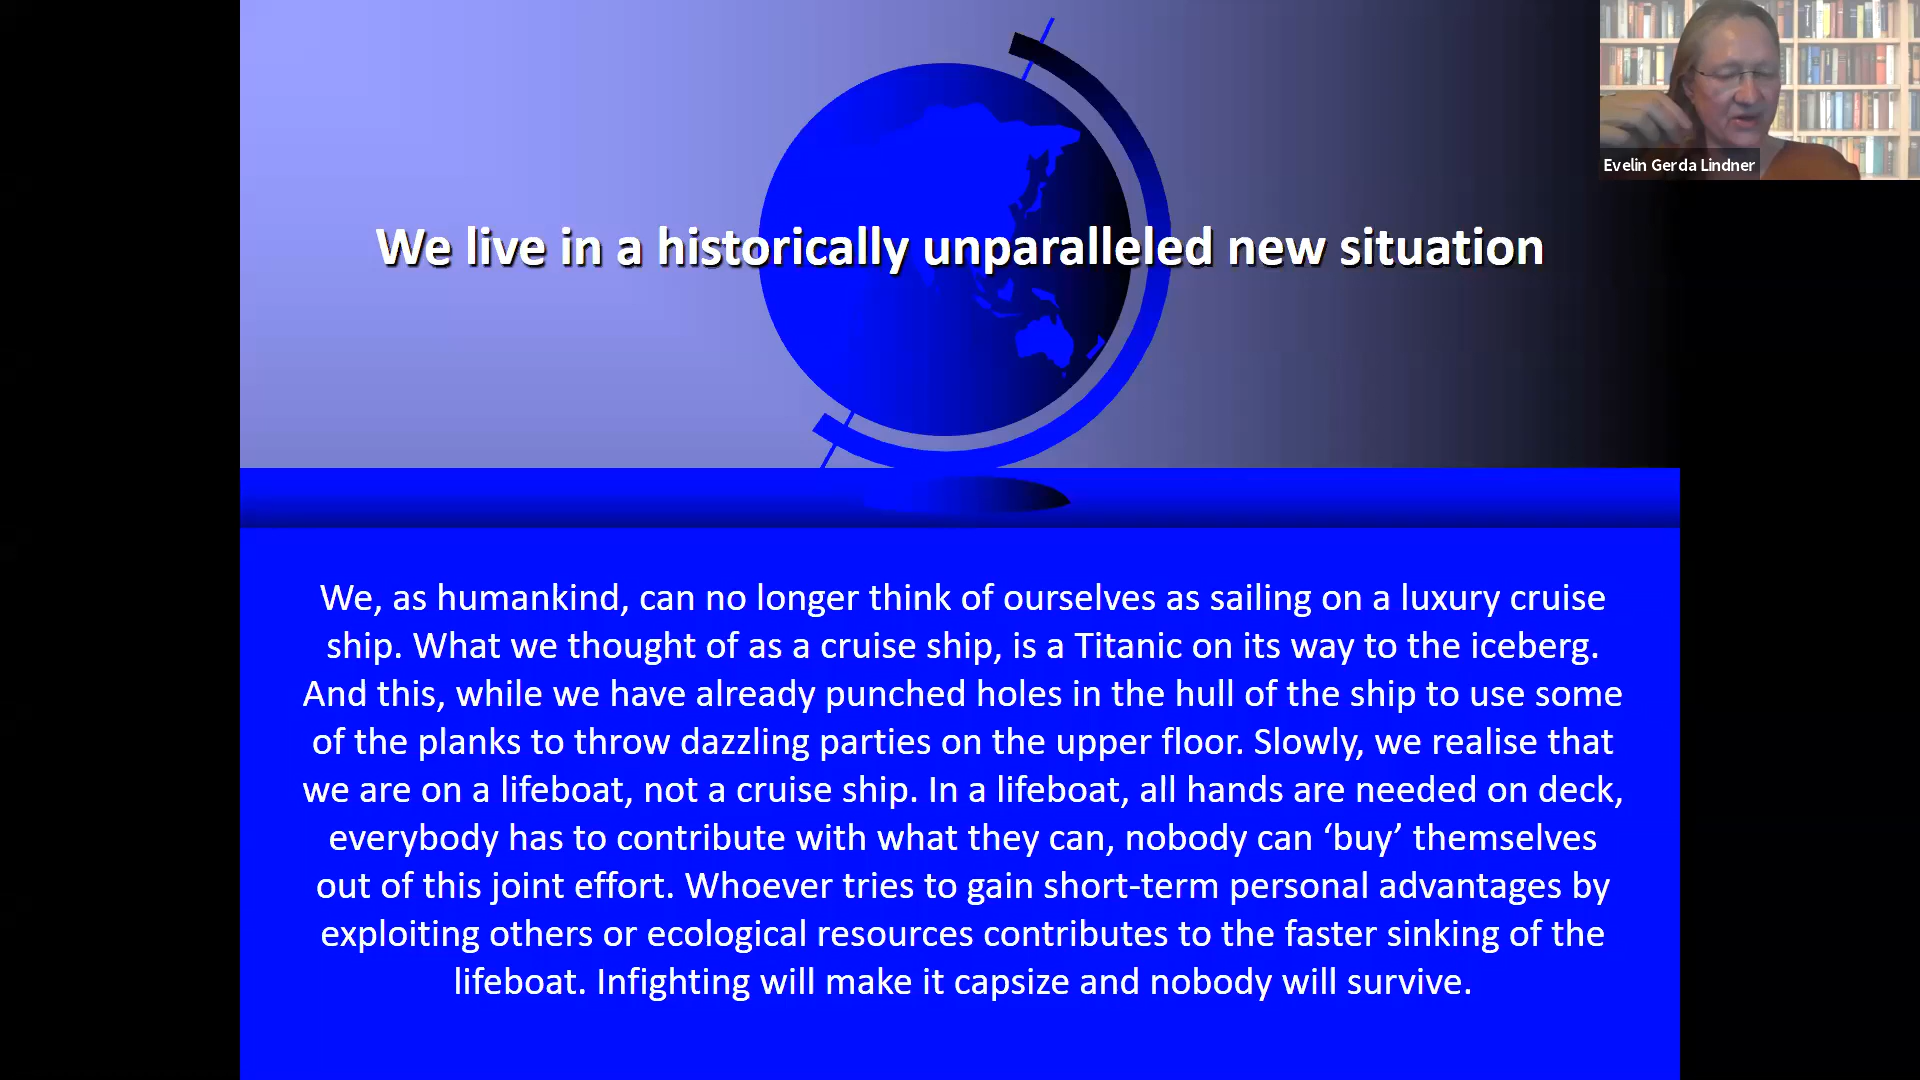 Evelin Gerda Lindner
We live in a historically unparalleled new situation
We, as humankind, can no longer think of ourselves as sailing on a luxury cruise
ship. What we thought of as a cruise ship, is a Titanic on its way to the iceberg.
And this, while we have already punched holes in the hull of the ship to use some
of the planks to throw dazzling parties on the upper floor. Slowly, we realise that
we are on a lifeboat, not a cruise ship. In a lifeboat, all hands are needed on deck,
everybody has to contribute with what they can, nobody can ‘buy’ themselves
out of this joint effort. Whoever tries to gain short-term personal advantages by
exploiting others or ecological resources contributes to the faster sinking of the
lifeboat. Infighting will make it capsize and nobody will survive.